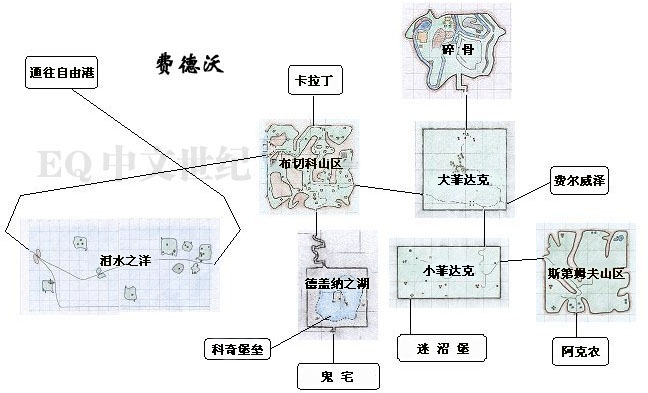 碎骨
通往自由港
费德沃
卡拉丁
EQ中文世纪
布切科山区
大菲达克
费尔威泽
泪水之洋
德盖纳之湖
小菲达克
斯第姆夫山区
科奇堡垒
迷沼堡
阿克农
鬼宅